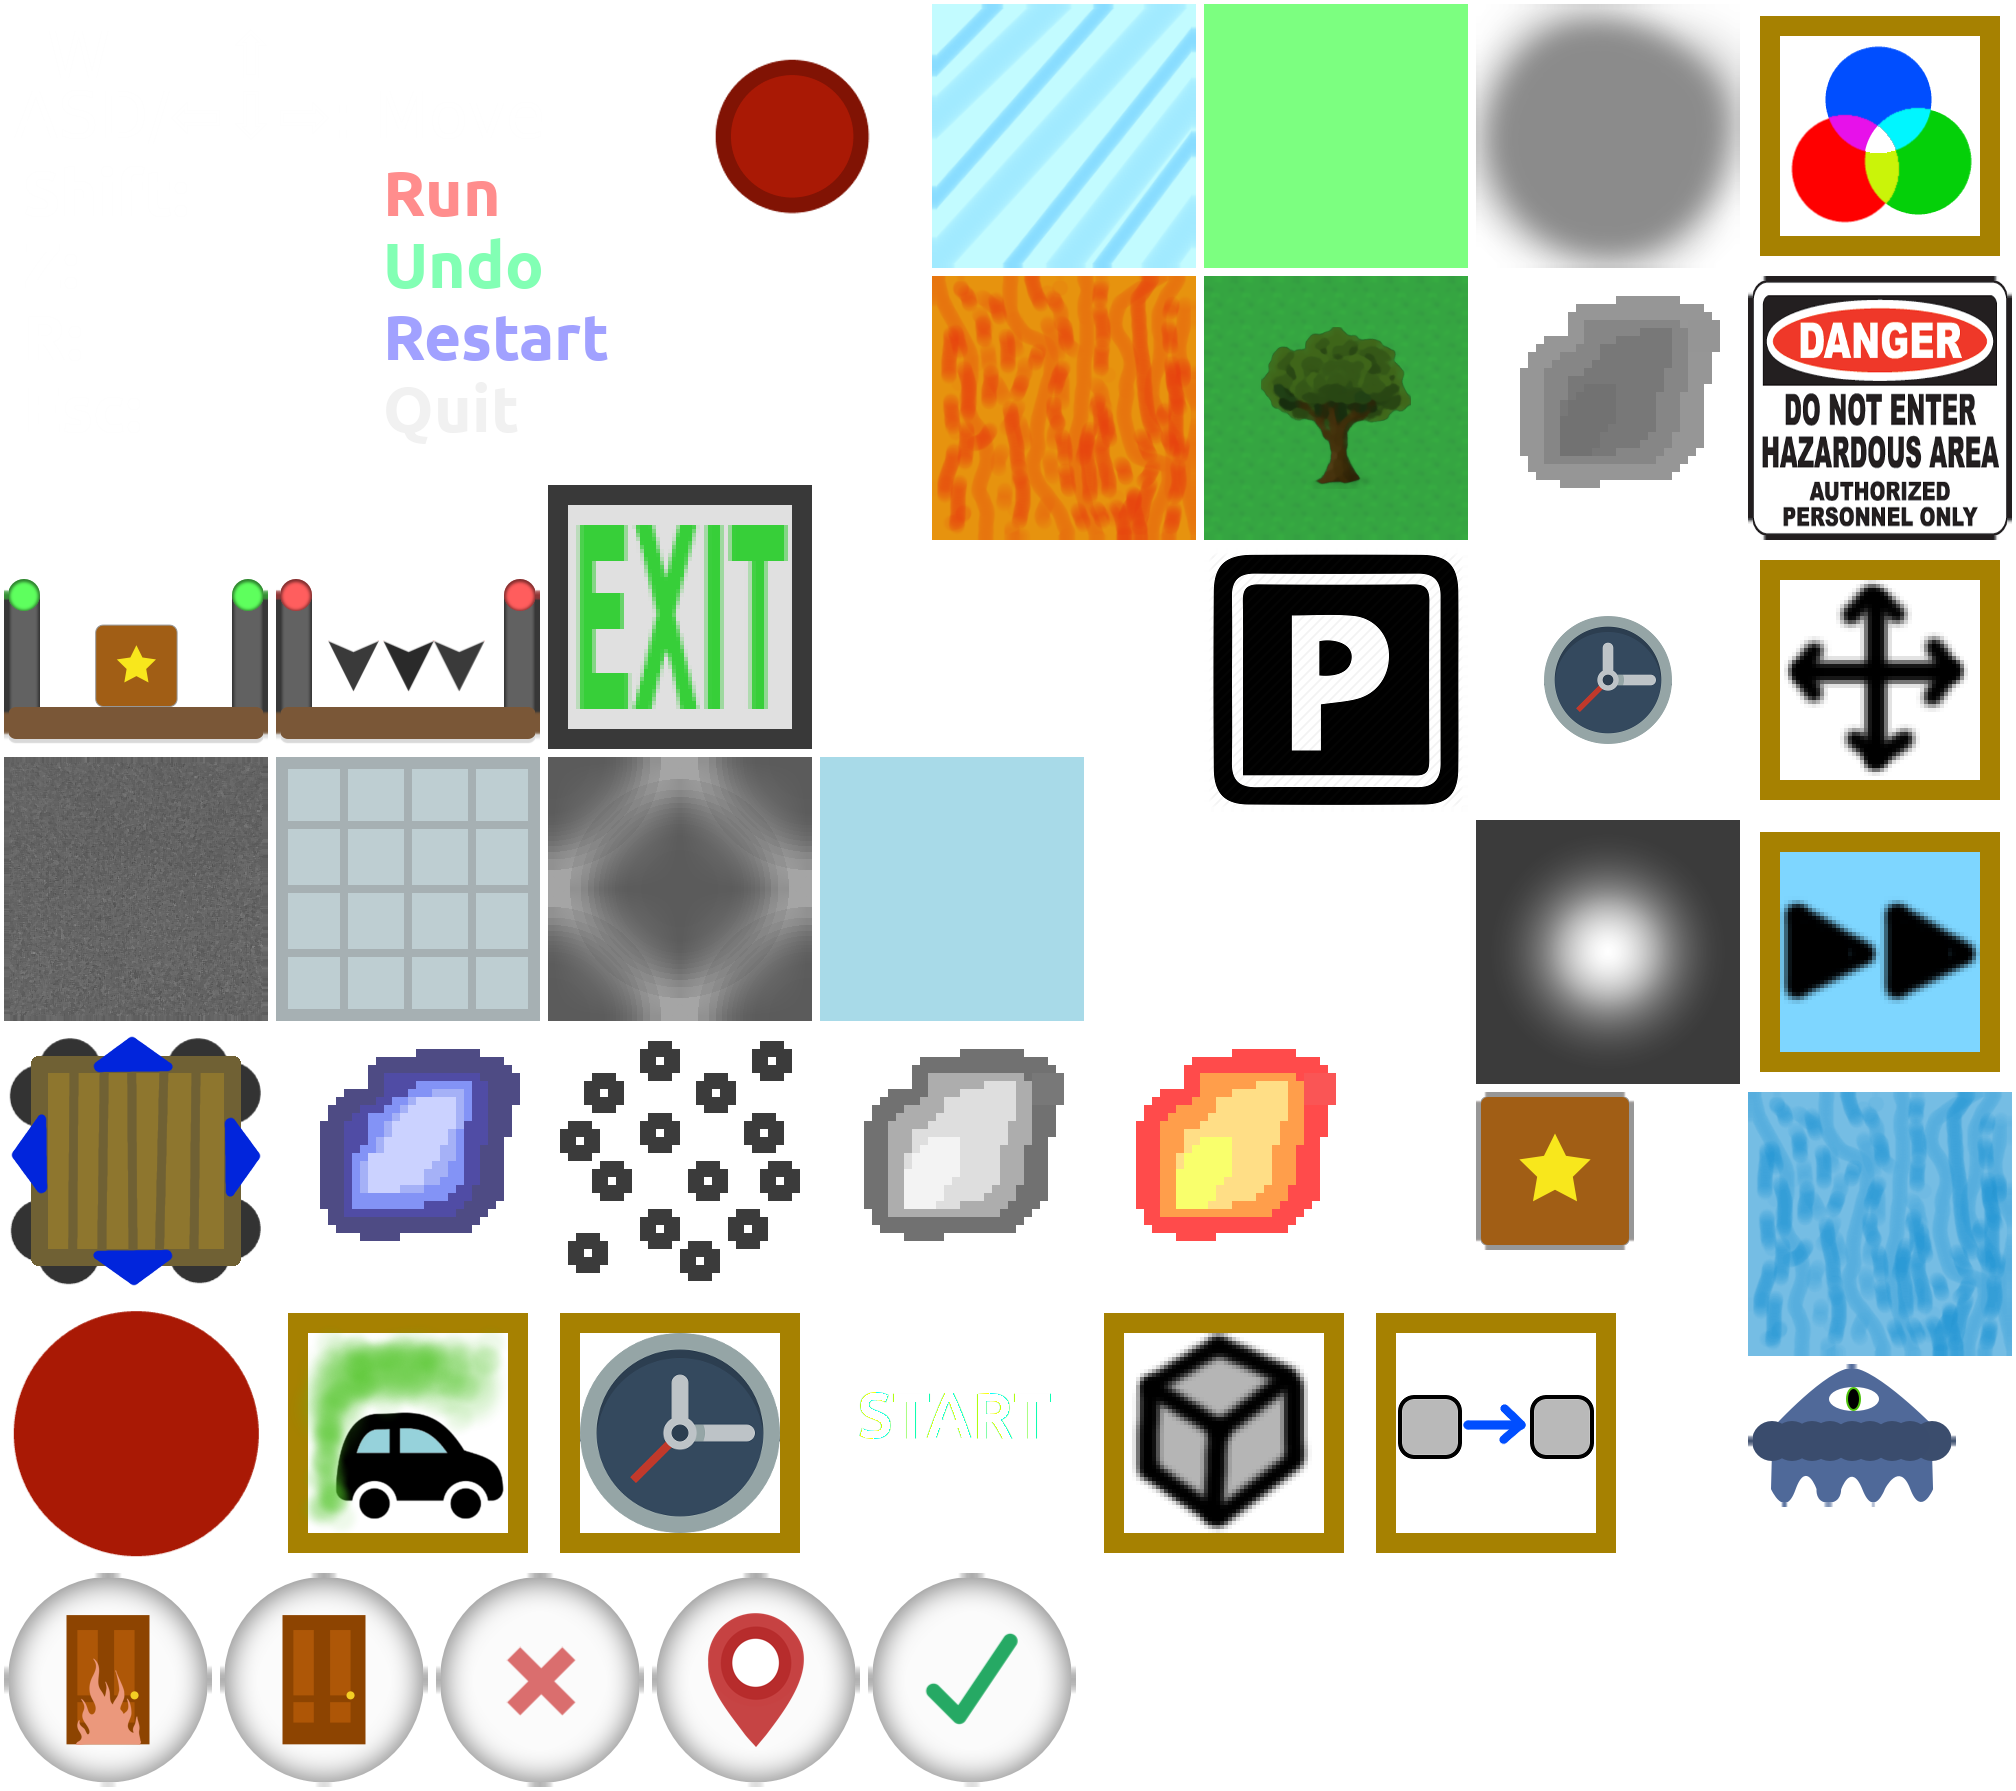 Run
Undo
Restart
Quit
DANGER
DO NOT ENTER
HAZARDOUS AREA
AUTHORIZED
PERSONNEL ONLY
EXIT
P
START